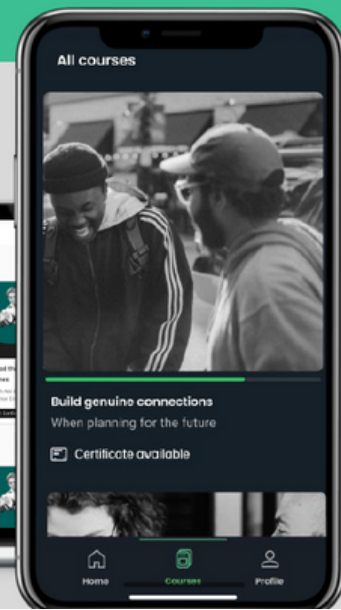 All courses
Build genuine connections
When planning for the future
Certificate available
Home
Courses
Profile